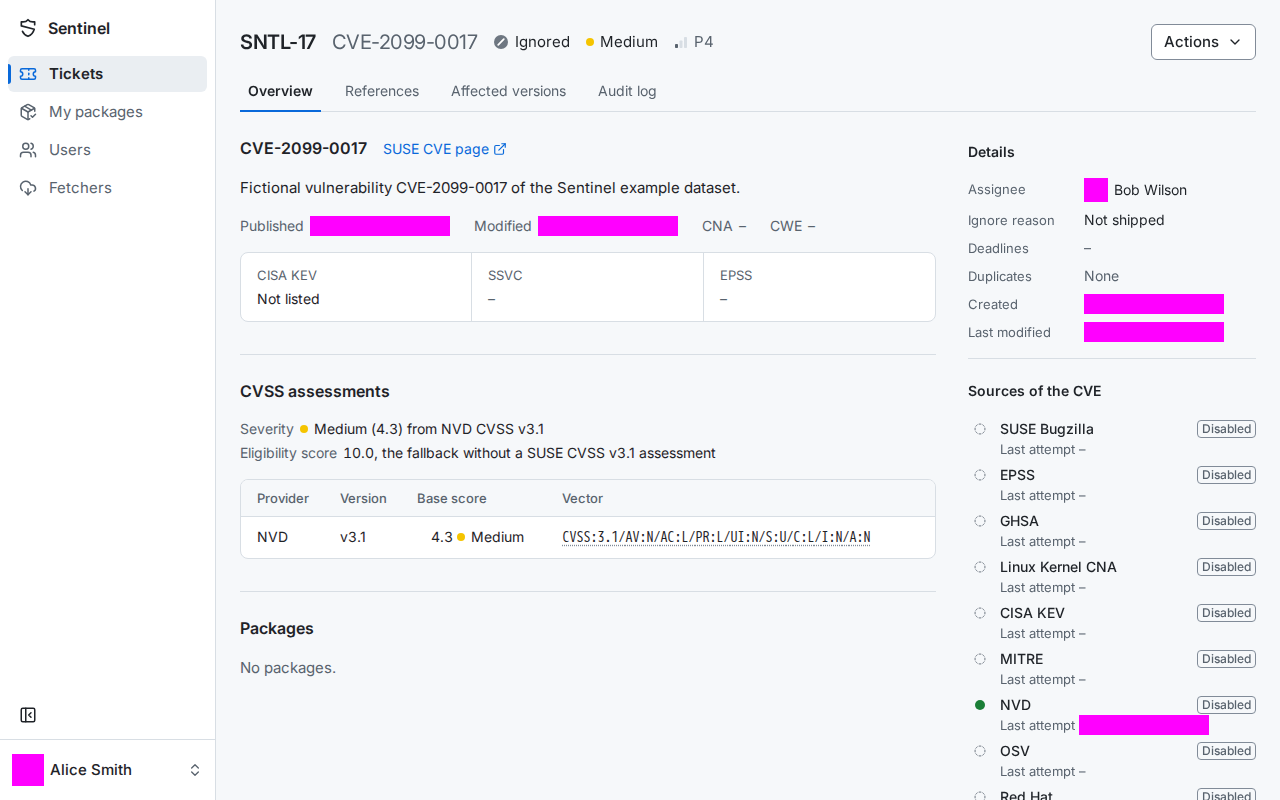 Sentinel
Tickets
My packages
Users
Fetchers
Alice Smith
SNTL-17 CVE-2099-0017 Ignored Medium P4
Actions
Overview References Affected versions Audit log
CVE-2099-0017 SUSE CVE page
Fictional vulnerability CVE-2099-0017 of the Sentinel example dataset.
Published Modified CNA – CWE –
CISA KEV SSVC EPSS
Not listed – –
CVSS assessments
Severity Medium (4.3) from NVD CVSS v3.1
Eligibility score 10.0, the fallback without a SUSE CVSS v3.1 assessment
Provider Version Base score Vector
NVD v3.1 4.3 Medium CVSS:3.1/AV:N/AC:L/PR:L/UI:N/S:U/C:L/I:N/A:N
Packages
No packages.
Details
Assignee Bob Wilson
Ignore reason Not shipped
Deadlines –
Duplicates None
Created
Last modified
Sources of the CVE
SUSE Bugzilla Disabled
Last attempt –
EPSS Disabled
Last attempt –
GHSA Disabled
Last attempt –
Linux Kernel CNA Disabled
Last attempt –
CISA KEV Disabled
Last attempt –
MITRE Disabled
Last attempt –
NVD Disabled
Last attempt
OSV Disabled
Last attempt –
Red Hat Disabled